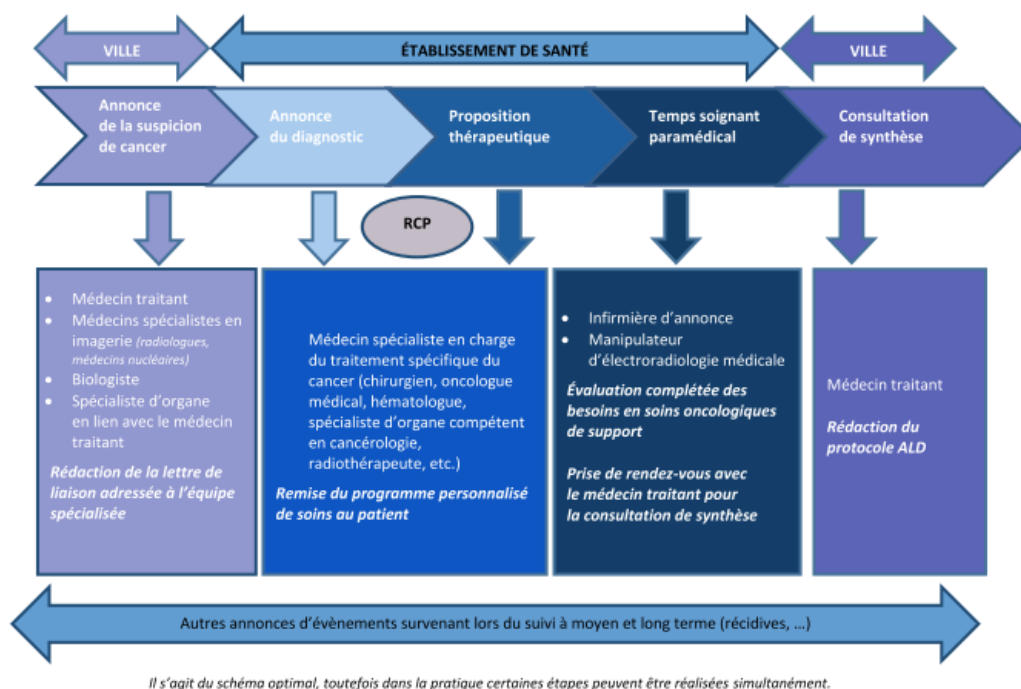 VILLE
ÉTABLISSEMENT DE SANTÉ
VILLE
Annonce
de la suspicion
de cancer
Annonce
du diagnostic
Proposition
thérapeutique
Temps soignant
paramédical
Consultation
de synthèse
RCP
• Médecin traitant
• Médecins spécialistes en
imagerie (radiologues,
médecins nucléaires)
• Biologiste
• Spécialiste d’organe
en lien avec le médecin
traitant
Rédaction de la lettre de
liaison adressée à l’équipe
spécialisée
Médecin spécialiste en charge
du traitement spécifique du
cancer (chirurgien, oncologue
médical, hématologue,
spécialiste d’organe compétent
en cancérologie,
radiothérapeute, etc.)
Remise du programme personnalisé
de soins au patient
• Infirmière d’annonce
• Manipulateur
d’électroradiologie médicale
Évaluation complétée des
besoins en soins oncologiques
de support
Prise de rendez-vous avec
le médecin traitant pour
la consultation de synthèse
Médecin traitant
Rédaction du
protocole ALD
Autres annonces d’évènements survenant lors du suivi à moyen et long terme (récidives, …)
Il s’agit du schéma optimal, toutefois dans la pratique certaines étapes peuvent être réalisées simultanément.